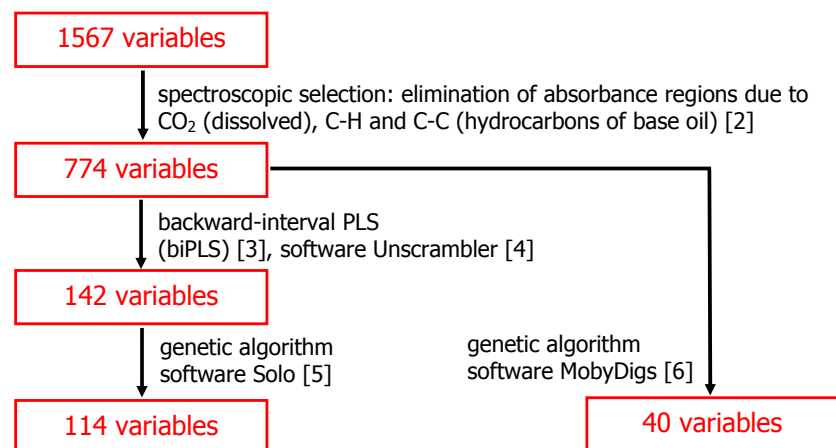 1567 variables
spectroscopic selection: elimination of absorbance regions due to
CO₂ (dissolved), C-H and C-C (hydrocarbons of base oil) [2]
774 variables
backward-interval PLS
(biPLS) [3], software Unscrambler [4]
142 variables
genetic algorithm
software Solo [5]
genetic algorithm
software MobyDigs [6]
114 variables
40 variables